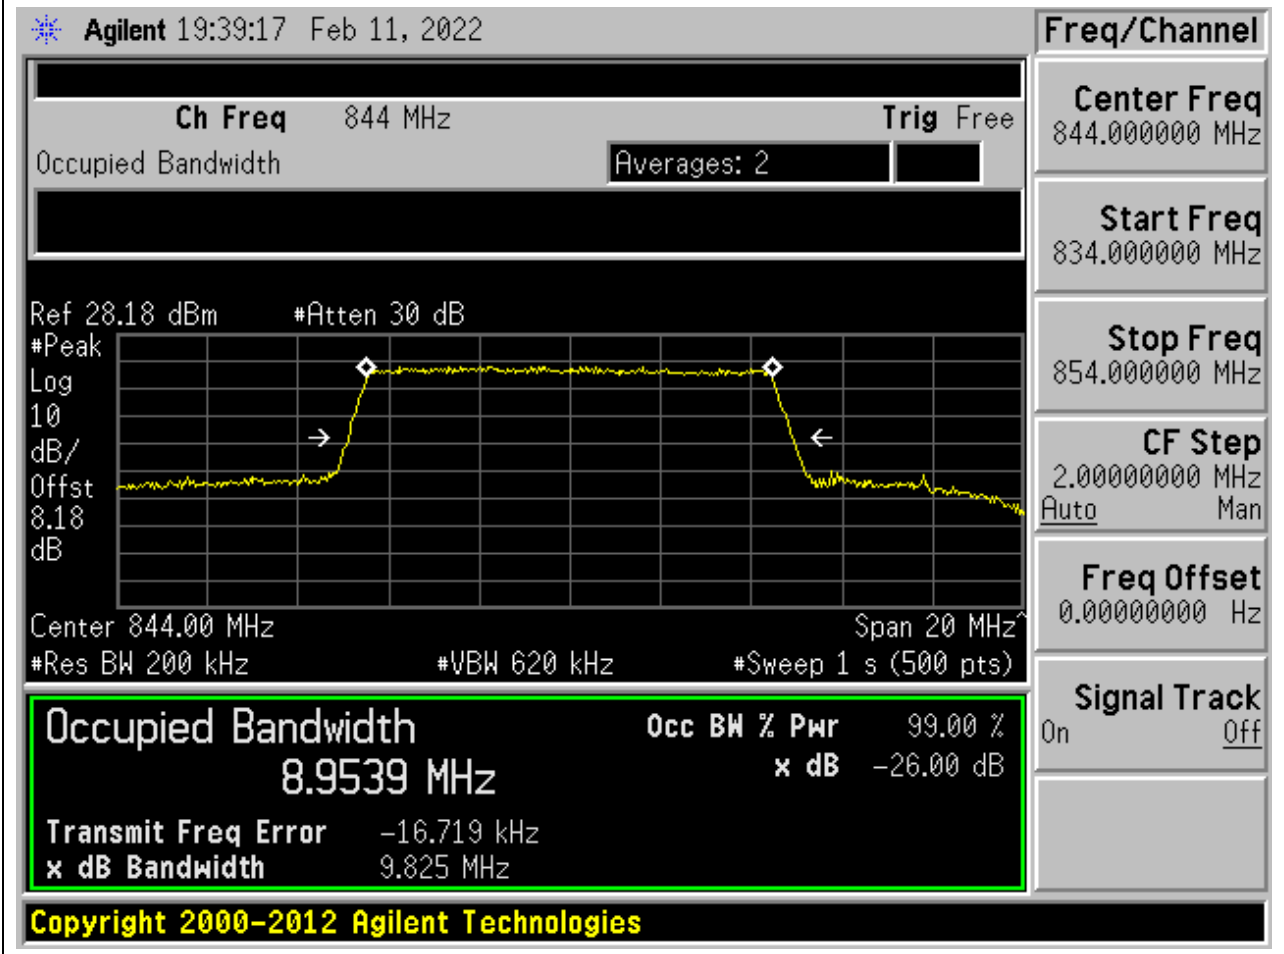 Agilent 19:39:17 Feb 11, 2022
Freq/Channel
Ch Freq 844 MHz Trig Free
Occupied Bandwidth Averages: 2
Center Freq
844.000000 MHz
Start Freq
834.000000 MHz
Stop Freq
854.000000 MHz
CF Step
2.00000000 MHz
Auto Man
Freq Offset
0.00000000 Hz
Signal Track
On Off
Ref 28.18 dBm #Atten 30 dB
#Peak
Log
10
dB/
Offst
8.18
dB
Center 844.00 MHz Span 20 MHz^
#Res BW 200 kHz #VBW 620 kHz #Sweep 1 s (500 pts)
Occupied Bandwidth Occ BW % Pwr 99.00 %
8.9539 MHz x dB -26.00 dB
Transmit Freq Error -16.719 kHz
x dB Bandwidth 9.825 MHz
Copyright 2000-2012 Agilent Technologies